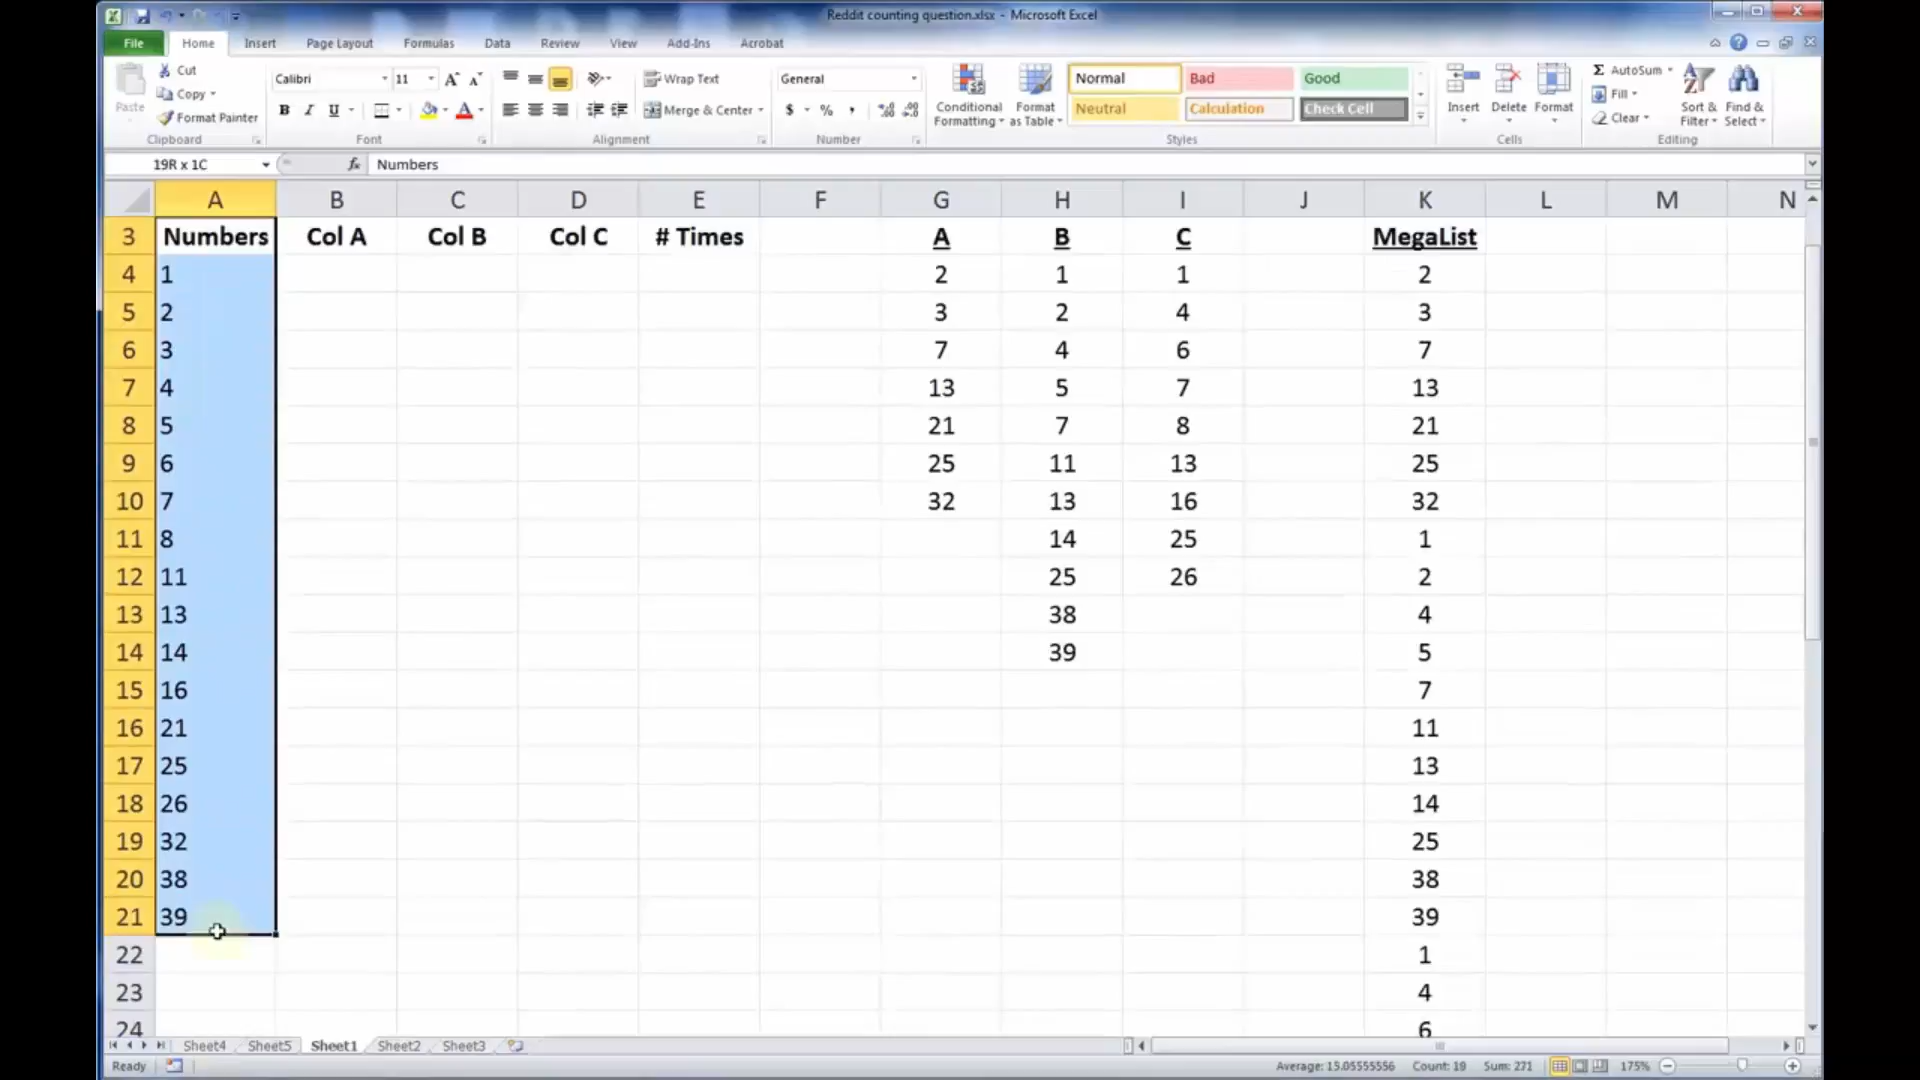 Reddit counting question.xlsx - Microsoft Excel
File Home Insert Page Layout Formulas Data Review View Add-Ins Acrobat
Cut
Copy
Format Painter
Paste
Clipboard
Calibri 11
B I U
Font
Wrap Text
Merge & Center
Alignment
General
$ % ,
Number
Conditional Formatting
Format as Table
Normal Bad Good
Neutral Calculation Check Cell
Styles
Insert Delete Format
Cells
Σ AutoSum
Fill
Clear
Sort & Filter
Find & Select
Editing
19R x 1C fx Numbers
A B C D E F G H I J K L M N
3 Numbers Col A Col B Col C # Times A B C MegaList
4 1 2 1 1 2
5 2 3 2 4 3
6 3 7 4 6 7
7 4 13 5 7 13
8 5 21 7 8 21
9 6 25 11 13 25
10 7 32 13 16 32
11 8 14 25 1
12 11 25 26 2
13 13 38 4
14 14 39 5
15 16 7
16 21 11
17 25 13
18 26 14
19 32 25
20 38 38
21 39 39
22 1
23 4
24 6
Sheet4 Sheet5 Sheet1 Sheet2 Sheet3
Ready Average: 15.05555556 Count: 19 Sum: 271 175%